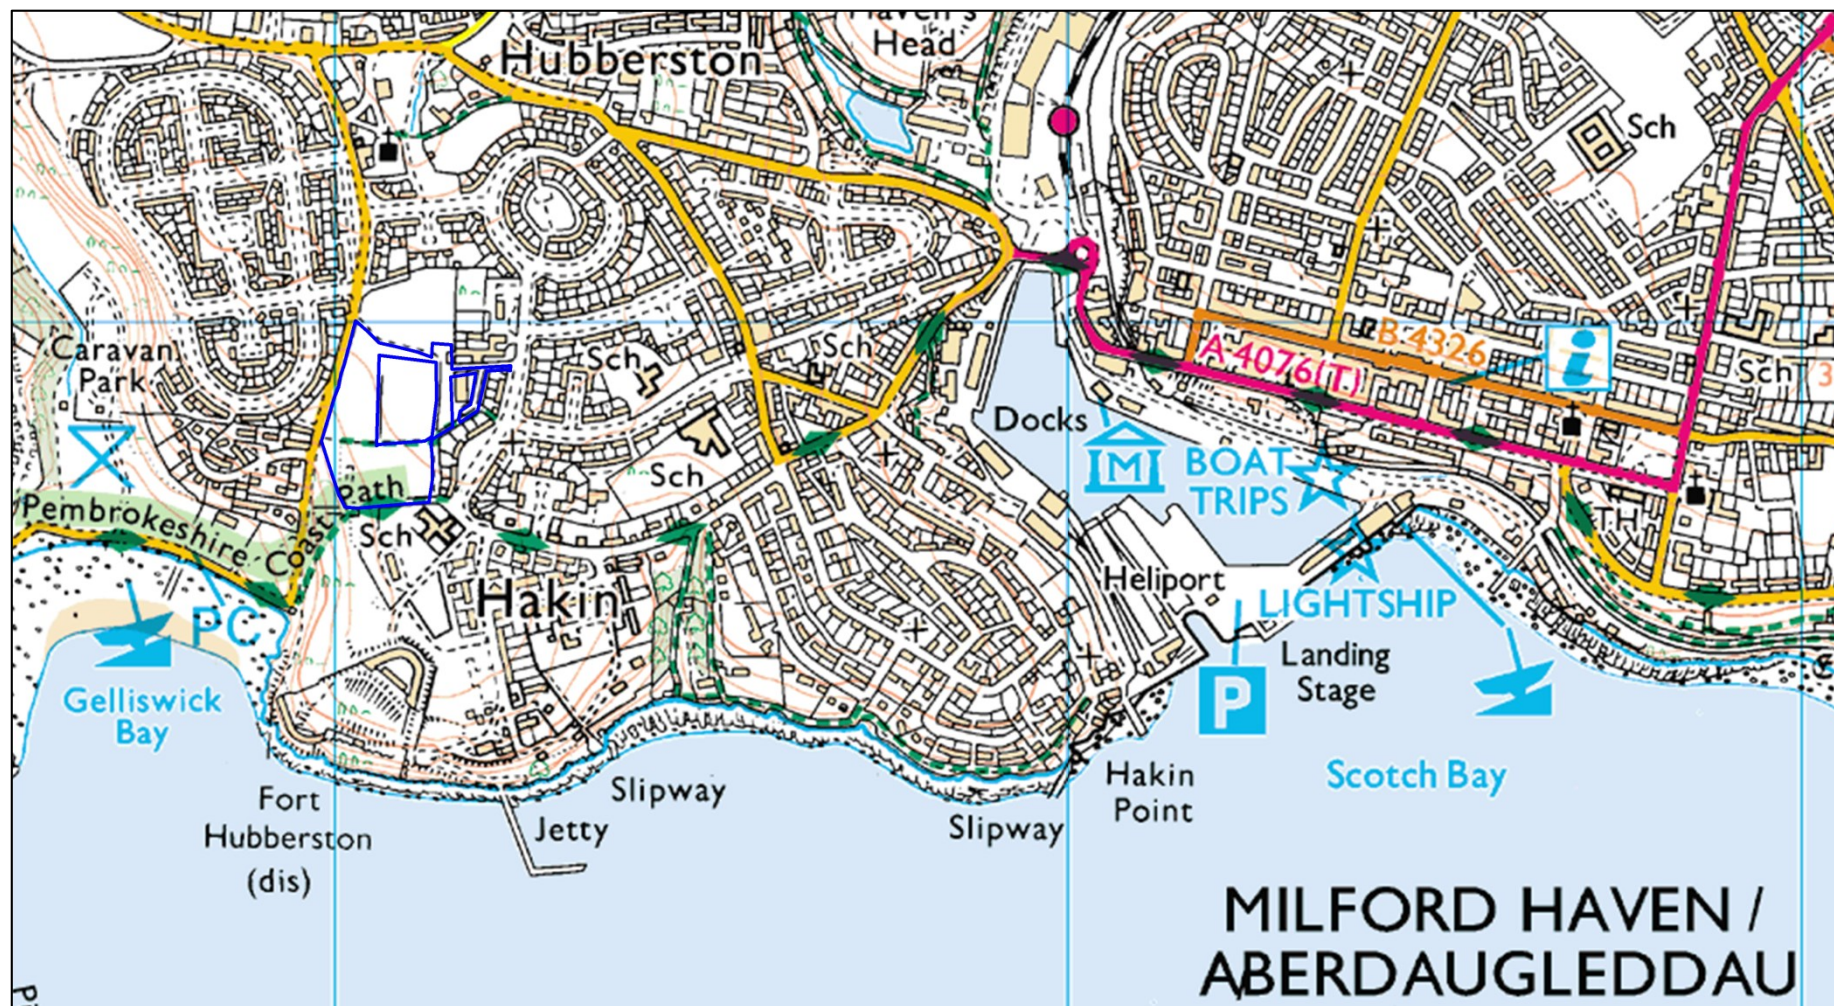 Haven's
Head
Hubberston
Sch
Caravan
Park
Sch
Sch
A 4076(T)
B 4326
i
Sch
3
Docks
M
BOAT
TRIPS
Sch
Path
Pembrokeshire Coast
Sch
TH
PC
Hakin
Heliport
LIGHTSHIP
Landing
Stage
P
Gelliswick
Bay
Scotch Bay
Hakin
Point
Fort
Hubberston
(dis)
Slipway
Jetty
Slipway
MILFORD HAVEN /
ABERDAUGLEDDAU